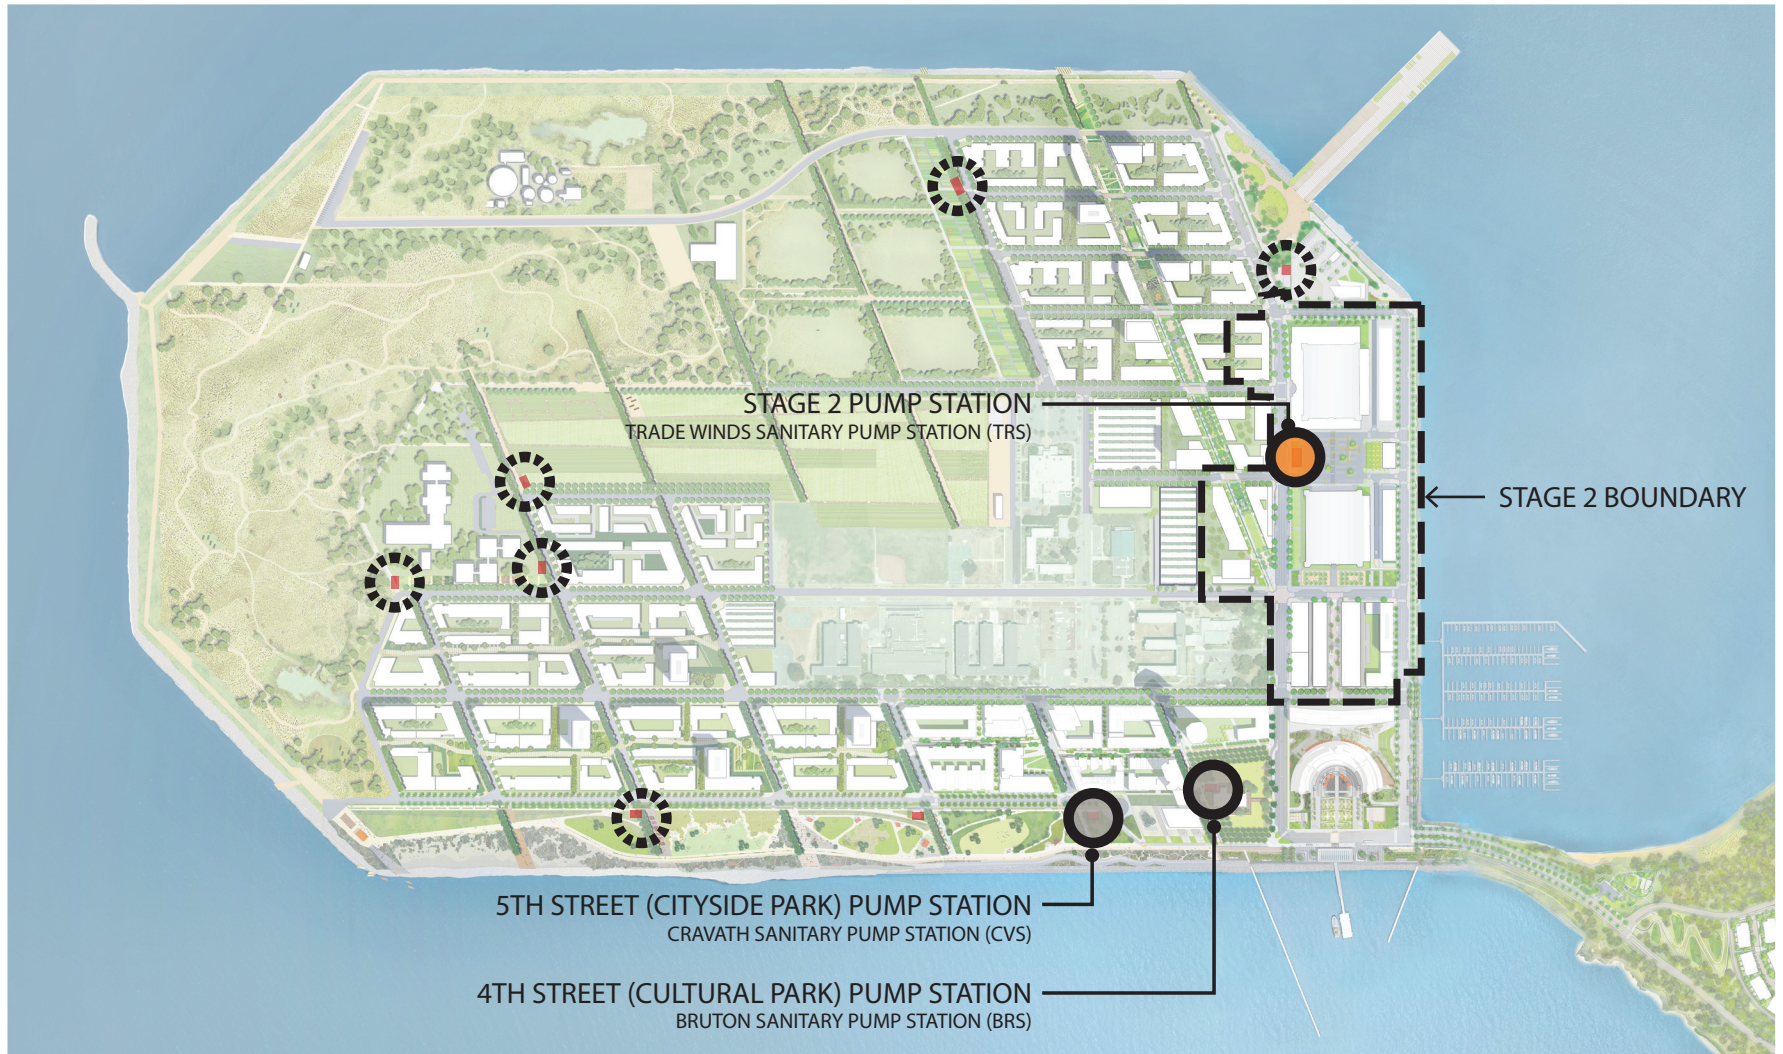 STAGE 2 PUMP STATION
TRADE WINDS SANITARY PUMP STATION (TRS)
STAGE 2 BOUNDARY
5TH STREET (CITYSIDE PARK) PUMP STATION
CRAVATH SANITARY PUMP STATION (CVS)
4TH STREET (CULTURAL PARK) PUMP STATION
BRUTON SANITARY PUMP STATION (BRS)